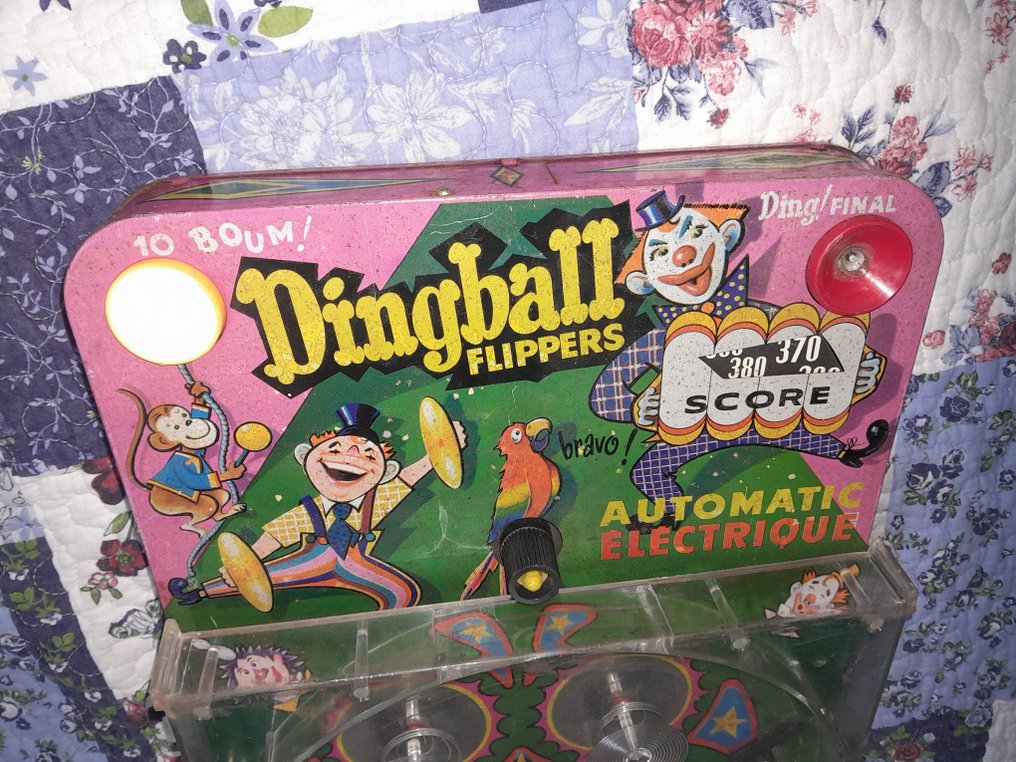 10 BOUM!
Dingball
FLIPPERS
Ding! FINAL
380 370
SCORE
bravo!
AUTOMATIC
ELECTRIQUE